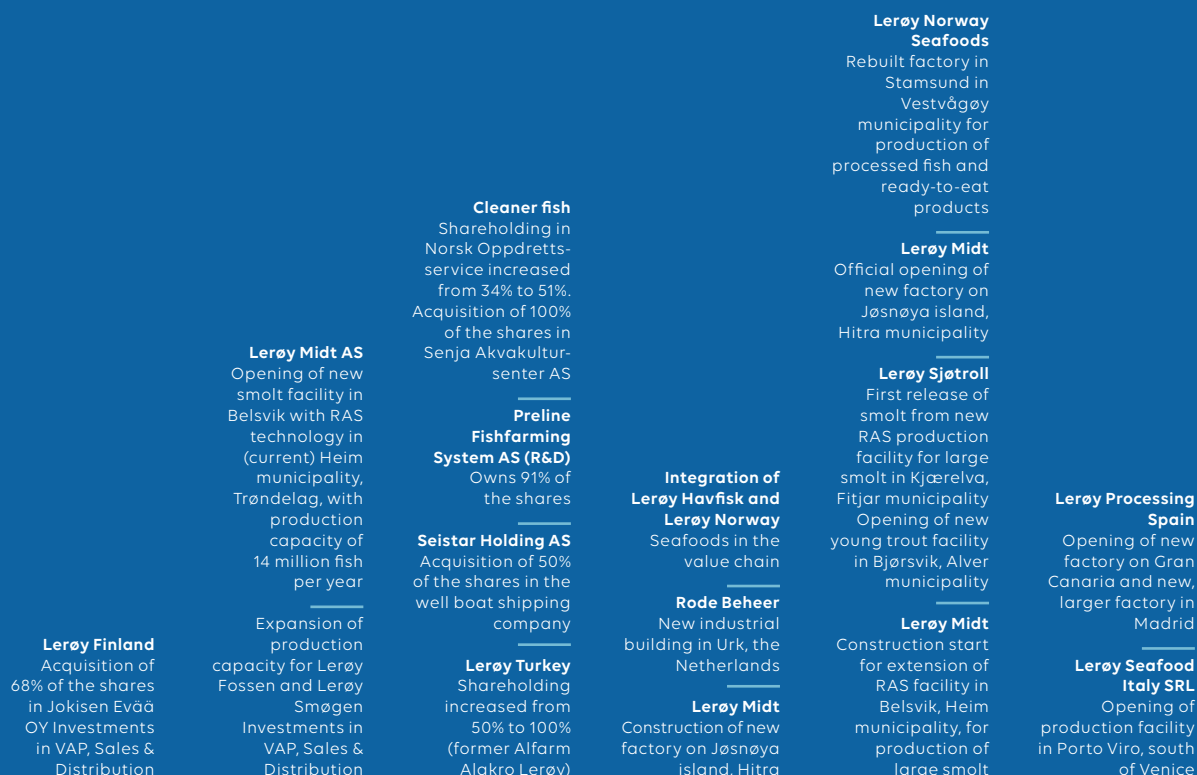 Lerøy Finland
Acquisition of
68% of the shares
in Jokisen Evää
OY Investments
in VAP, Sales &
Distribution
Lerøy Midt AS
Opening of new
smolt facility in
Belsvik with RAS
technology in
(current) Heim
municipality,
Trøndelag, with
production
capacity of
14 million fish
per year
Expansion of
production
capacity for Lerøy
Fossen and Lerøy
Smøgen
Investments in
VAP, Sales &
Distribution
Cleaner fish
Shareholding in
Norsk Oppdretts-
service increased
from 34% to 51%.
Acquisition of 100%
of the shares in
Senja Akvakultur-
senter AS
Preline
Fishfarming
System AS (R&D)
Owns 91% of
the shares
Seistar Holding AS
Acquisition of 50%
of the shares in the
well boat shipping
company
Lerøy Turkey
Shareholding
increased from
50% to 100%
(former Alfarm
Alakro Lerøy)
Integration of
Lerøy Havfisk and
Lerøy Norway
Seafoods in the
value chain
Rode Beheer
New industrial
building in Urk, the
Netherlands
Lerøy Midt
Construction of new
factory on Jøsnøya
island, Hitra
Lerøy Norway
Seafoods
Rebuilt factory in
Stamsund in
Vestvågøy
municipality for
production of
processed fish and
ready-to-eat
products
Lerøy Midt
Official opening of
new factory on
Jøsnøya island,
Hitra municipality
Lerøy Sjøtroll
First release of
smolt from new
RAS production
facility for large
smolt in Kjærelva,
Fitjar municipality
Opening of new
young trout facility
in Bjørsvik, Alver
municipality
Lerøy Midt
Construction start
for extension of
RAS facility in
Belsvik, Heim
municipality, for
production of
large smolt
Lerøy Processing
Spain
Opening of new
factory on Gran
Canaria and new,
larger factory in
Madrid
Lerøy Seafood
Italy SRL
Opening of
production facility
in Porto Viro, south
of Venice